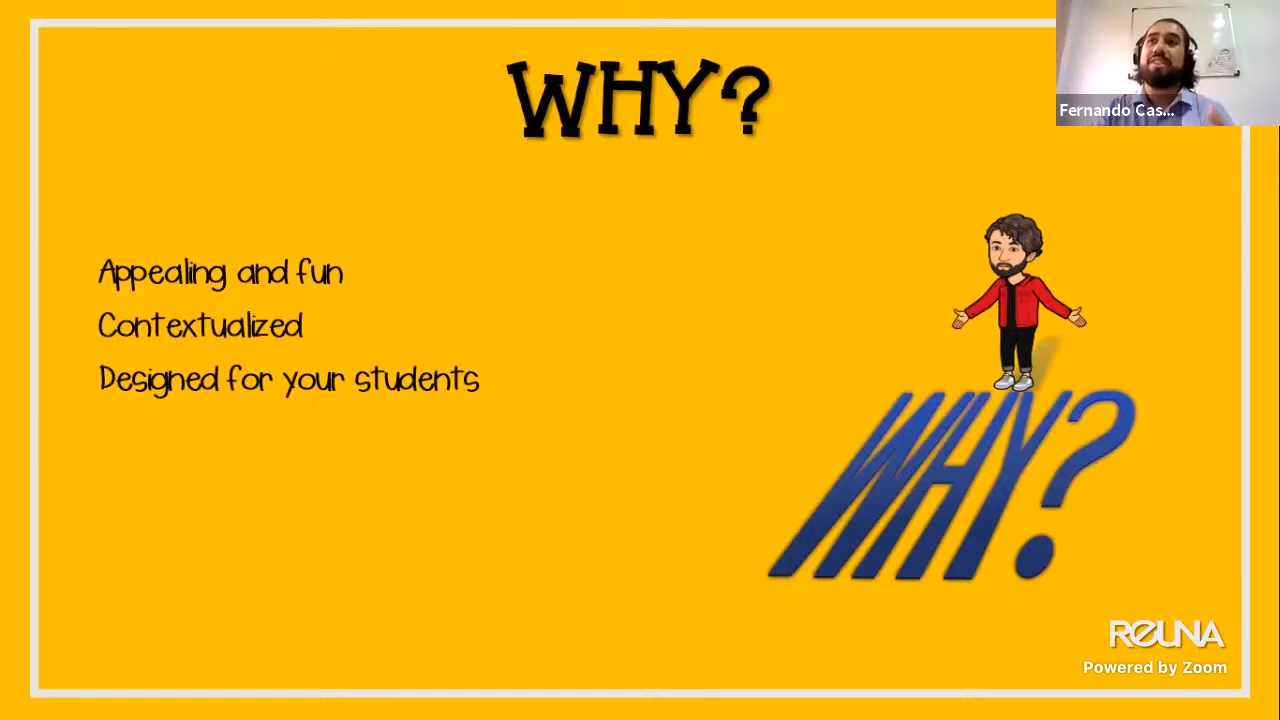 WHY?
Fernando Cas...
Appealing and fun
Contextualized
Designed for your students
WHY?
REUNA
Powered by Zoom